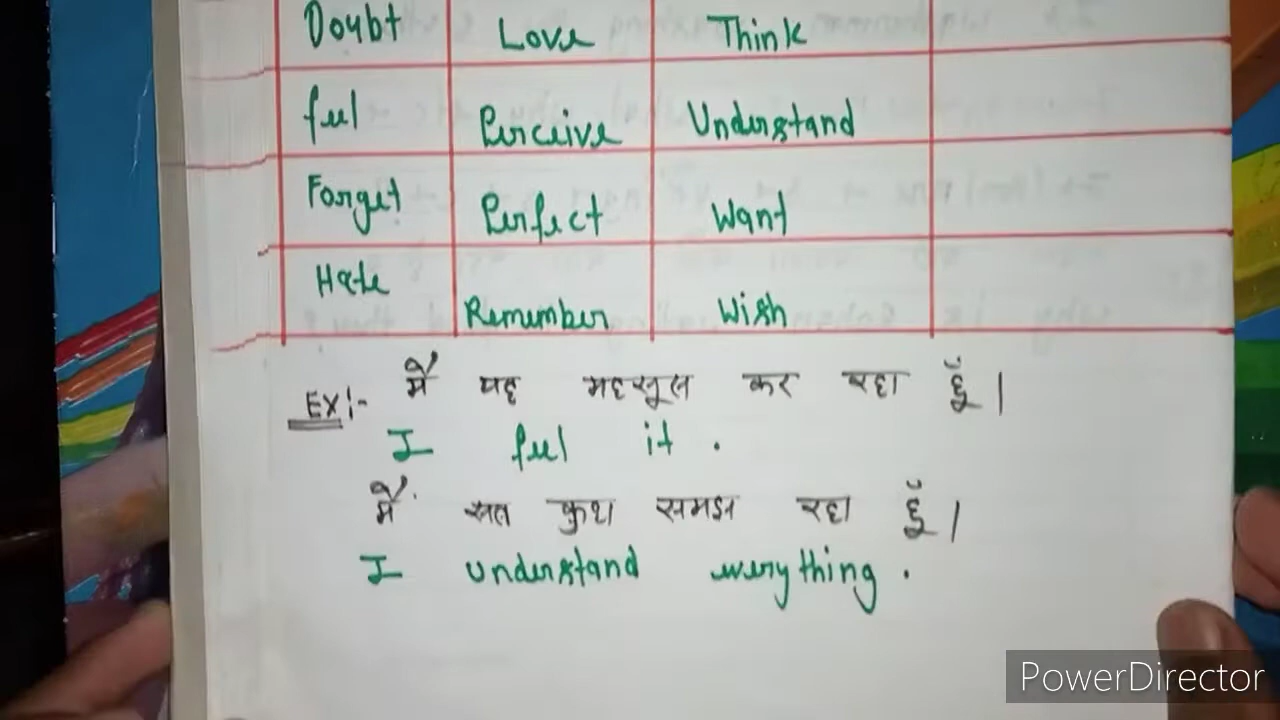 Doubt Love Think
feel Perceive Understand
Forget Perfect Want
Hate Remember Wish
Ex:- मैं यह महसूस कर रहा हूँ।
I feel it.
मैं सब कुछ समझ रहा हूँ।
I understand everything.
PowerDirector